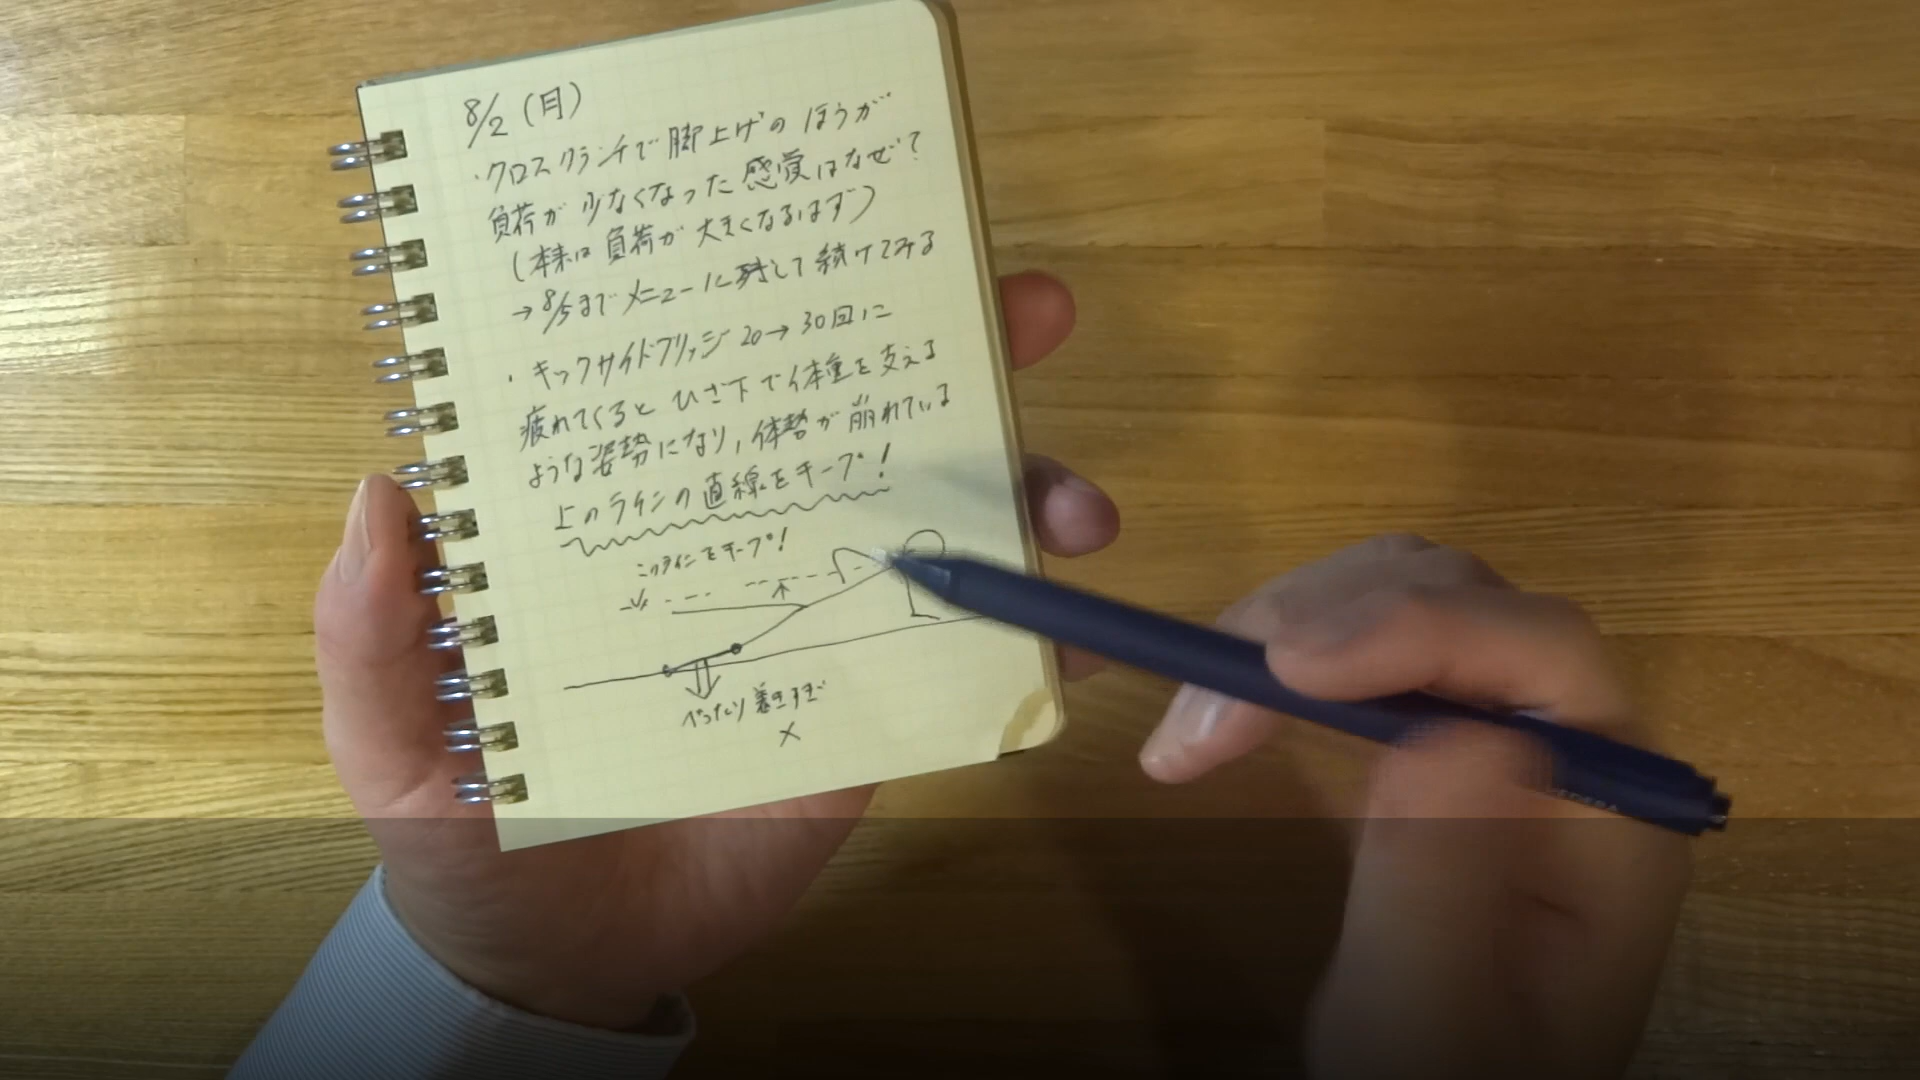 8/2 (月)
・クロスクランチで脚上げのほうが
負荷が少なくなった感覚はなぜ？
(本来は負荷が大きくなるはず)
→8/5までメニューに残して続けてみる
・キックサイドブリッジ 20→30回に
疲れてくるとひざ下で体重を支える
ような姿勢になり,体勢が崩れている
上のラインの直線をキープ！
このラインをキープ！
べったり着きすぎ
×